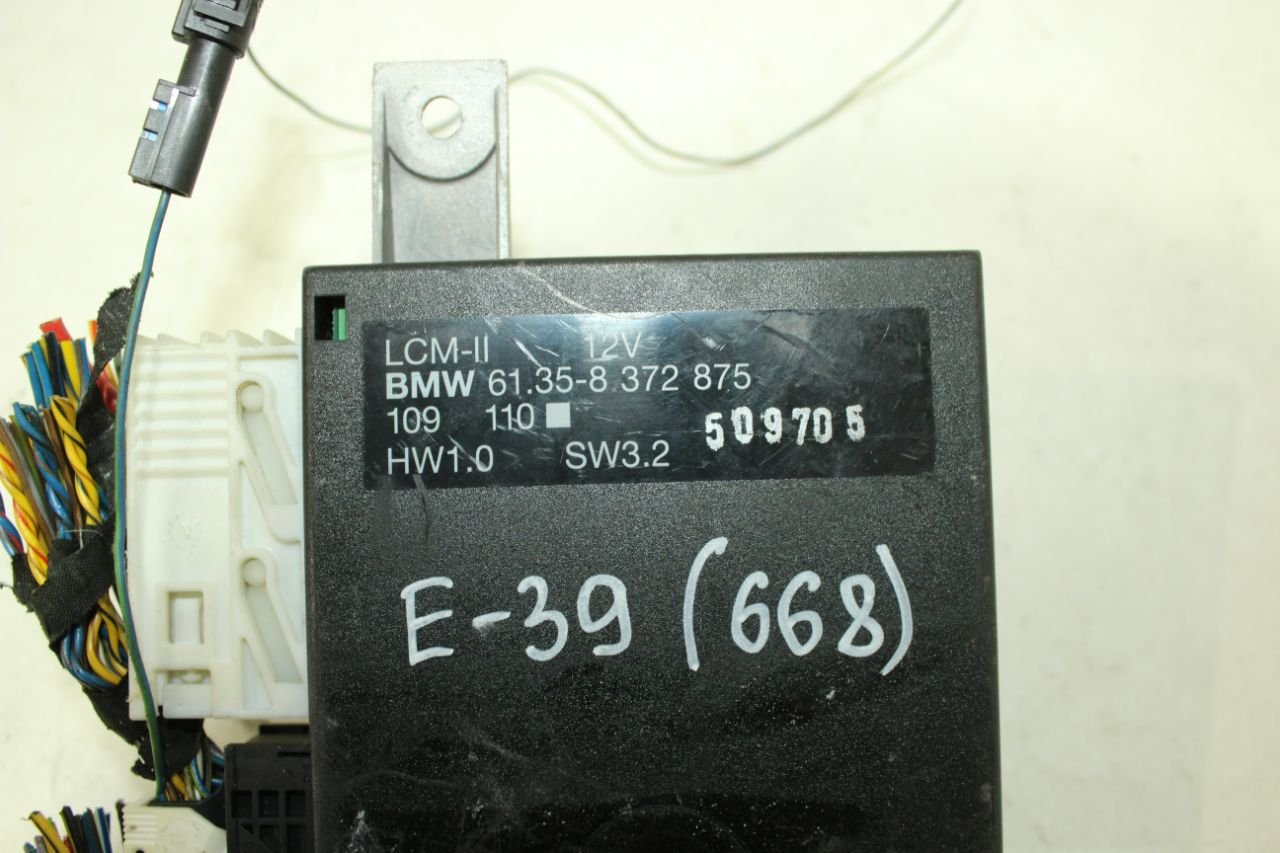 LCM-II 12V
BMW 61.35-8 372 875
109 110
HW1.0 SW3.2 509705
E-39 (668)